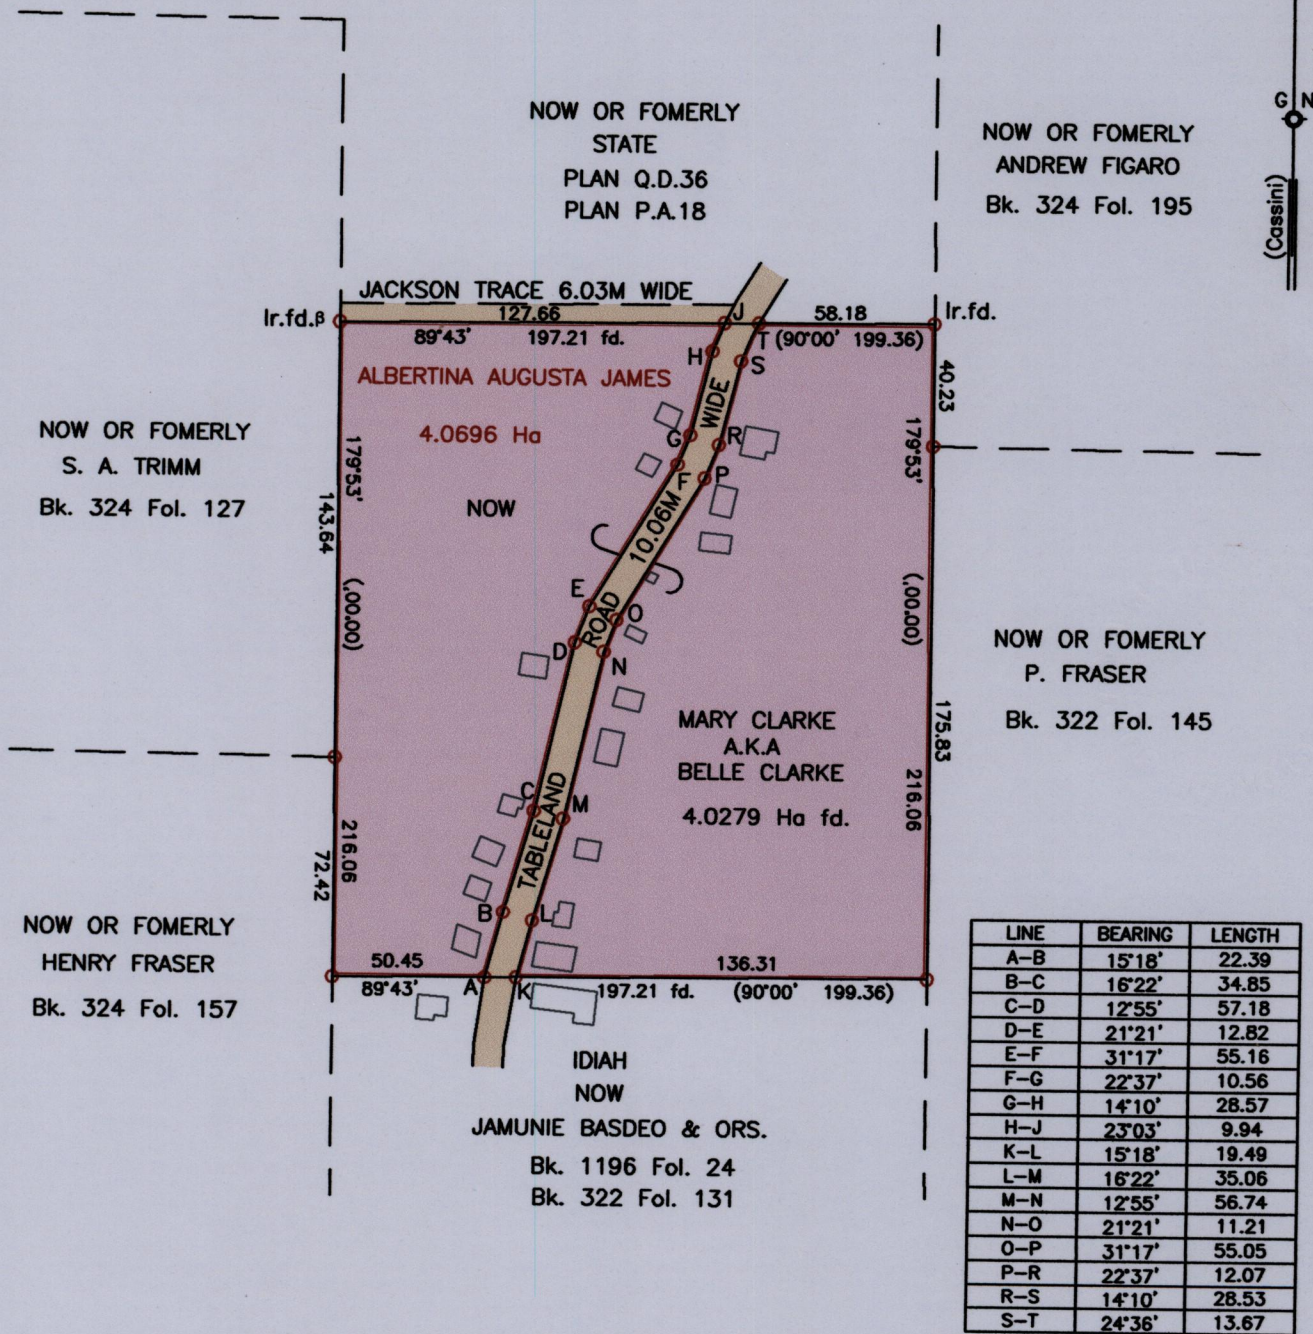 NOW OR FOMERLY
STATE
PLAN Q.D.36
PLAN P.A.18
NOW OR FOMERLY
ANDREW FIGARO
Bk. 324 Fol. 195
G N
(Cassini)
JACKSON TRACE 6.03M WIDE
Ir.fd.β
127.66
J
58.18
Ir.fd.
89°43'
197.21 fd.
T
(90°00' 199.36)
H
S
ALBERTINA AUGUSTA JAMES
4.0696 Ha
NOW
40.23
179°53'
(,00.00)
175.83
216.06
NOW OR FOMERLY
S. A. TRIMM
Bk. 324 Fol. 127
179°53'
143.64
(,00.00)
216.06
72.42
G
R
F
P
E
O
D
N
C
M
B
L
TABLELAND ROAD 10.06M WIDE
NOW OR FOMERLY
P. FRASER
Bk. 322 Fol. 145
MARY CLARKE
A.K.A
BELLE CLARKE
4.0279 Ha fd.
NOW OR FOMERLY
HENRY FRASER
Bk. 324 Fol. 157
50.45
136.31
89°43'
A
K
197.21 fd.
(90°00' 199.36)
IDIAH
NOW
JAMUNIE BASDEO & ORS.
Bk. 1196 Fol. 24
Bk. 322 Fol. 131
LINE BEARING LENGTH
A-B 15°18' 22.39
B-C 16°22' 34.85
C-D 12°55' 57.18
D-E 21°21' 12.82
E-F 31°17' 55.16
F-G 22°37' 10.56
G-H 14°10' 28.57
H-J 23°03' 9.94
K-L 15°18' 19.49
L-M 16°22' 35.06
M-N 12°55' 56.74
N-O 21°21' 11.21
O-P 31°17' 55.05
P-R 22°37' 12.07
R-S 14°10' 28.53
S-T 24°36' 13.67